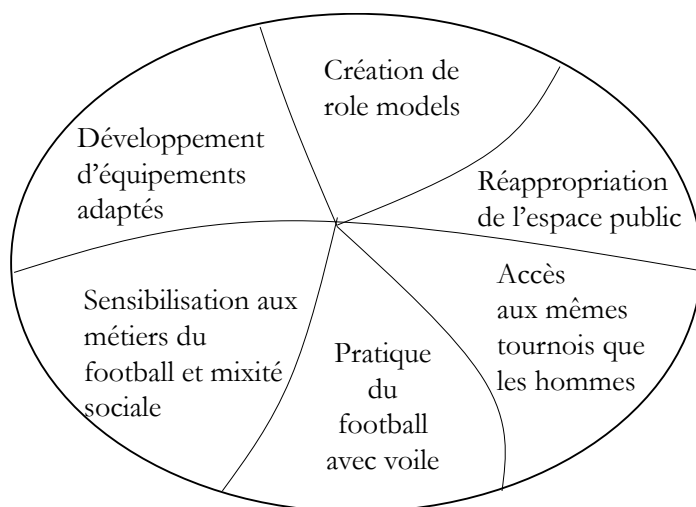 Création de
role models
Développement
d'équipements
adaptés
Réappropriation
de l'espace public
Sensibilisation aux
métiers du
football et mixité
sociale
Pratique
du
football
avec voile
Accès
aux mêmes
tournois que
les hommes